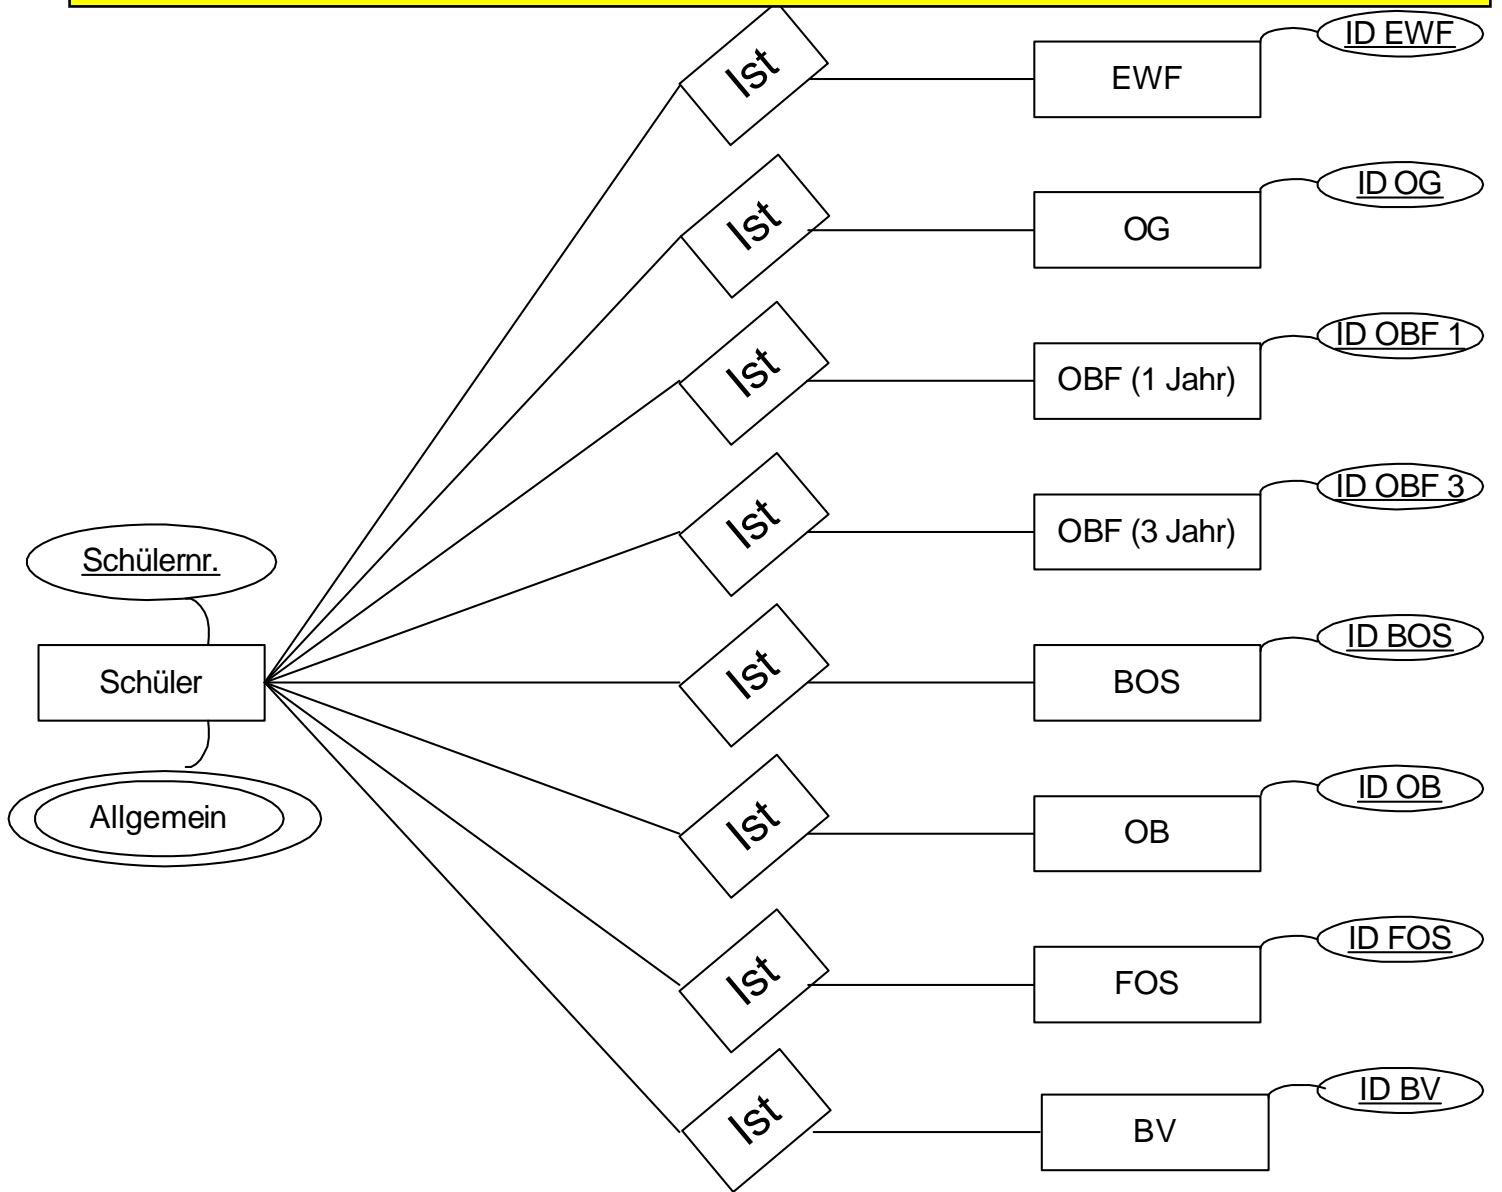 Ist
EWF
ID EWF
Ist
OG
ID OG
Ist
OBF (1 Jahr)
ID OBF 1
Ist
OBF (3 Jahr)
ID OBF 3
Schülernr.
Schüler
Allgemein
Ist
BOS
ID BOS
Ist
OB
ID OB
Ist
FOS
ID FOS
Ist
BV
ID BV